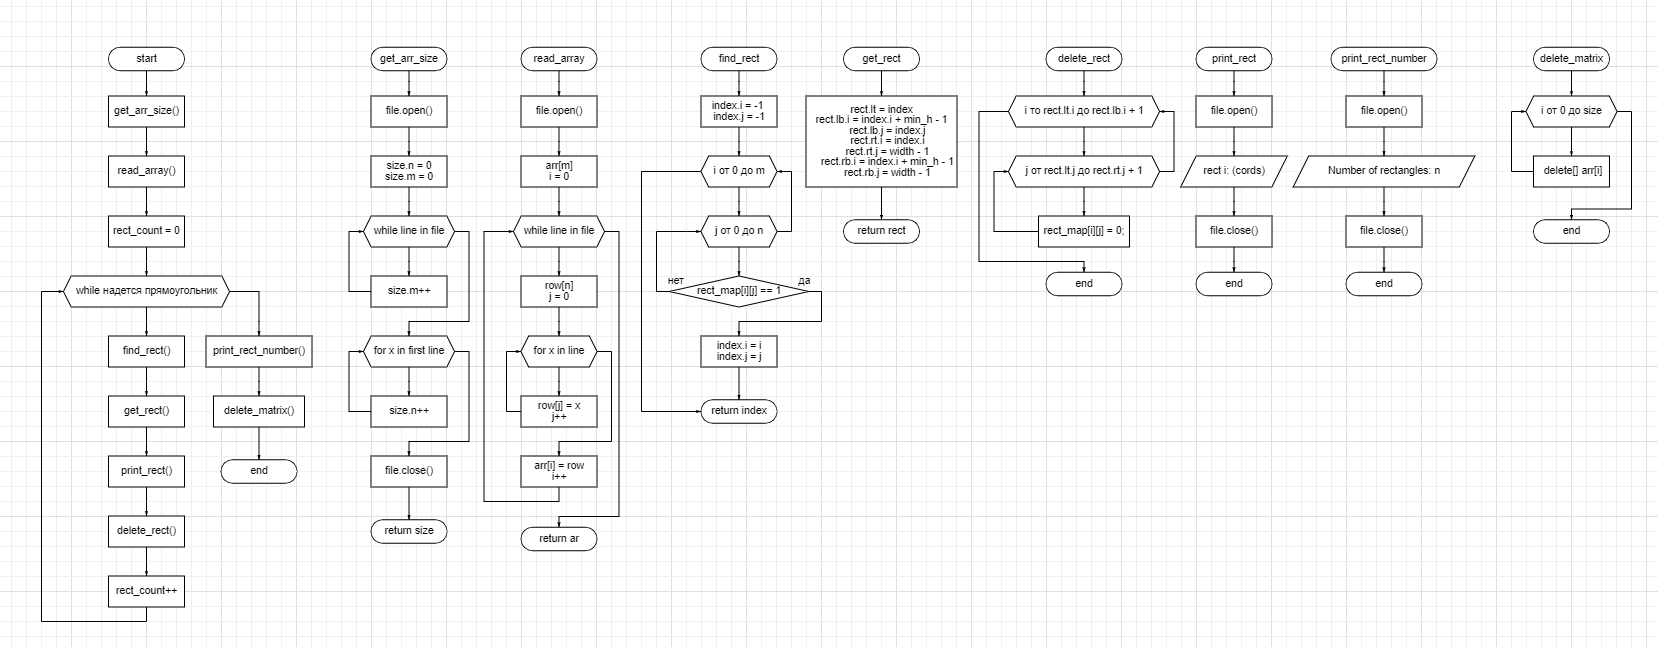 start
get_arr_size()
read_array()
rect_count = 0
while надется прямоугольник
find_rect()
get_rect()
print_rect()
delete_rect()
rect_count++
print_rect_number()
delete_matrix()
end
get_arr_size
file.open()
size.n = 0
size.m = 0
while line in file
size.m++
for x in first line
size.n++
file.close()
return size
read_array
file.open()
arr[m]
i = 0
while line in file
row[n]
j = 0
for x in line
row[j] = x
j++
arr[i] = row
i++
return ar
find_rect
index.i = -1
index.j = -1
i от 0 до m
j от 0 до n
нет
да
rect_map[i][j] == 1
index.i = i
index.j = j
return index
get_rect
rect.lt = index
rect.lb.i = index.i + min_h - 1
rect.lb.j = index.j
rect.rt.i = index.i
rect.rt.j = width - 1
rect.rb.i = index.i + min_h - 1
rect.rb.j = width - 1
return rect
delete_rect
i то rect.lt.i до rect.lb.i + 1
j от rect.lt.j до rect.rt.j + 1
rect_map[i][j] = 0;
end
print_rect
file.open()
rect i: (cords)
file.close()
end
print_rect_number
file.open()
Number of rectangles: n
file.close()
end
delete_matrix
i от 0 до size
delete[] arr[i]
end